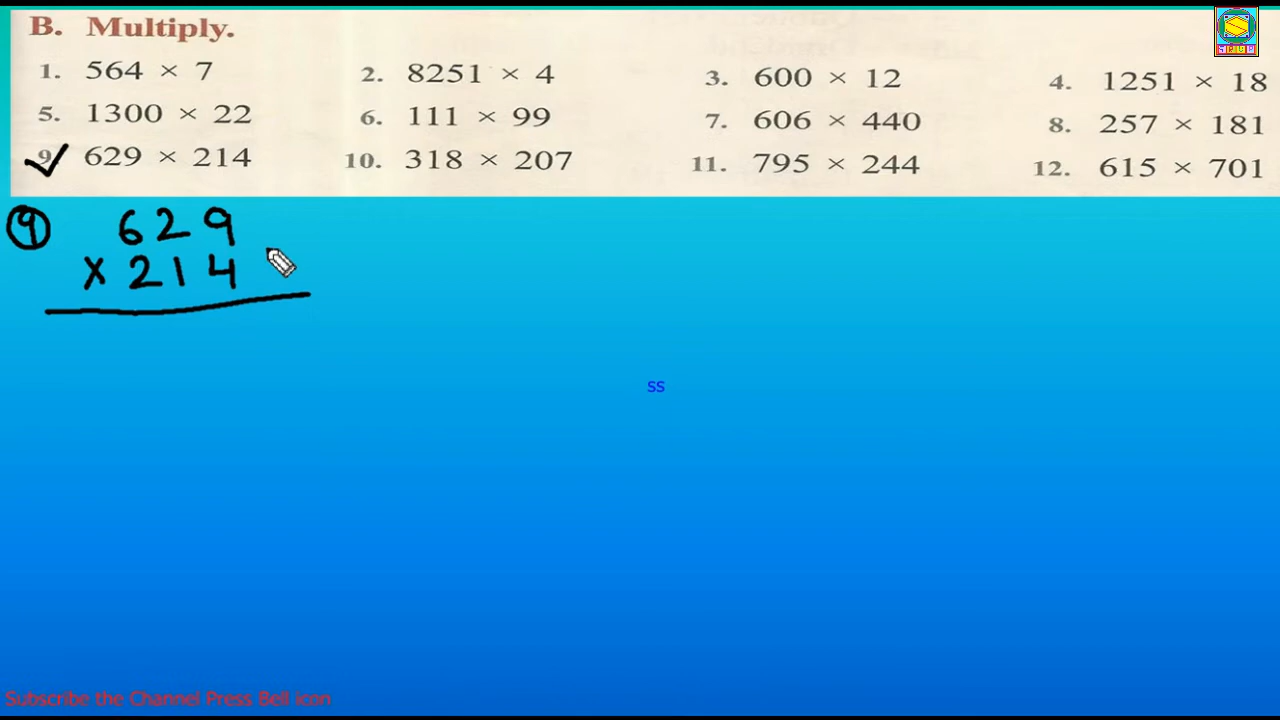 B. Multiply.
1. 564 × 7 2. 8251 × 4 3. 600 × 12 4. 1251 × 18
5. 1300 × 22 6. 111 × 99 7. 606 × 440 8. 257 × 181
9. 629 × 214 10. 318 × 207 11. 795 × 244 12. 615 × 701
9 629
× 214
ss
Subscribe the Channel Press Bell icon